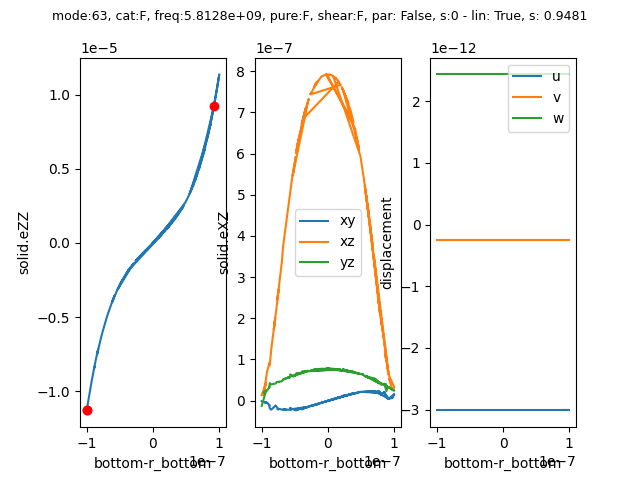 mode:63, cat:F, freq:5.8128e+09, pure:F, shear:F, par: False, s:0 - lin: True, s: 0.9481
1e−5
1.0
0.5
0.0
−0.5
−1.0
solid.eZZ
−1
0
1
1e−7
bottom-r_bottom
1e−7
8
7
6
5
4
3
2
1
0
solid.eXZ
xy
xz
yz
−1
0
1
1e−7
bottom-r_bottom
1e−12
2
1
0
−1
−2
−3
displacement
u
v
w
−1
0
1
1e−7
bottom-r_bottom